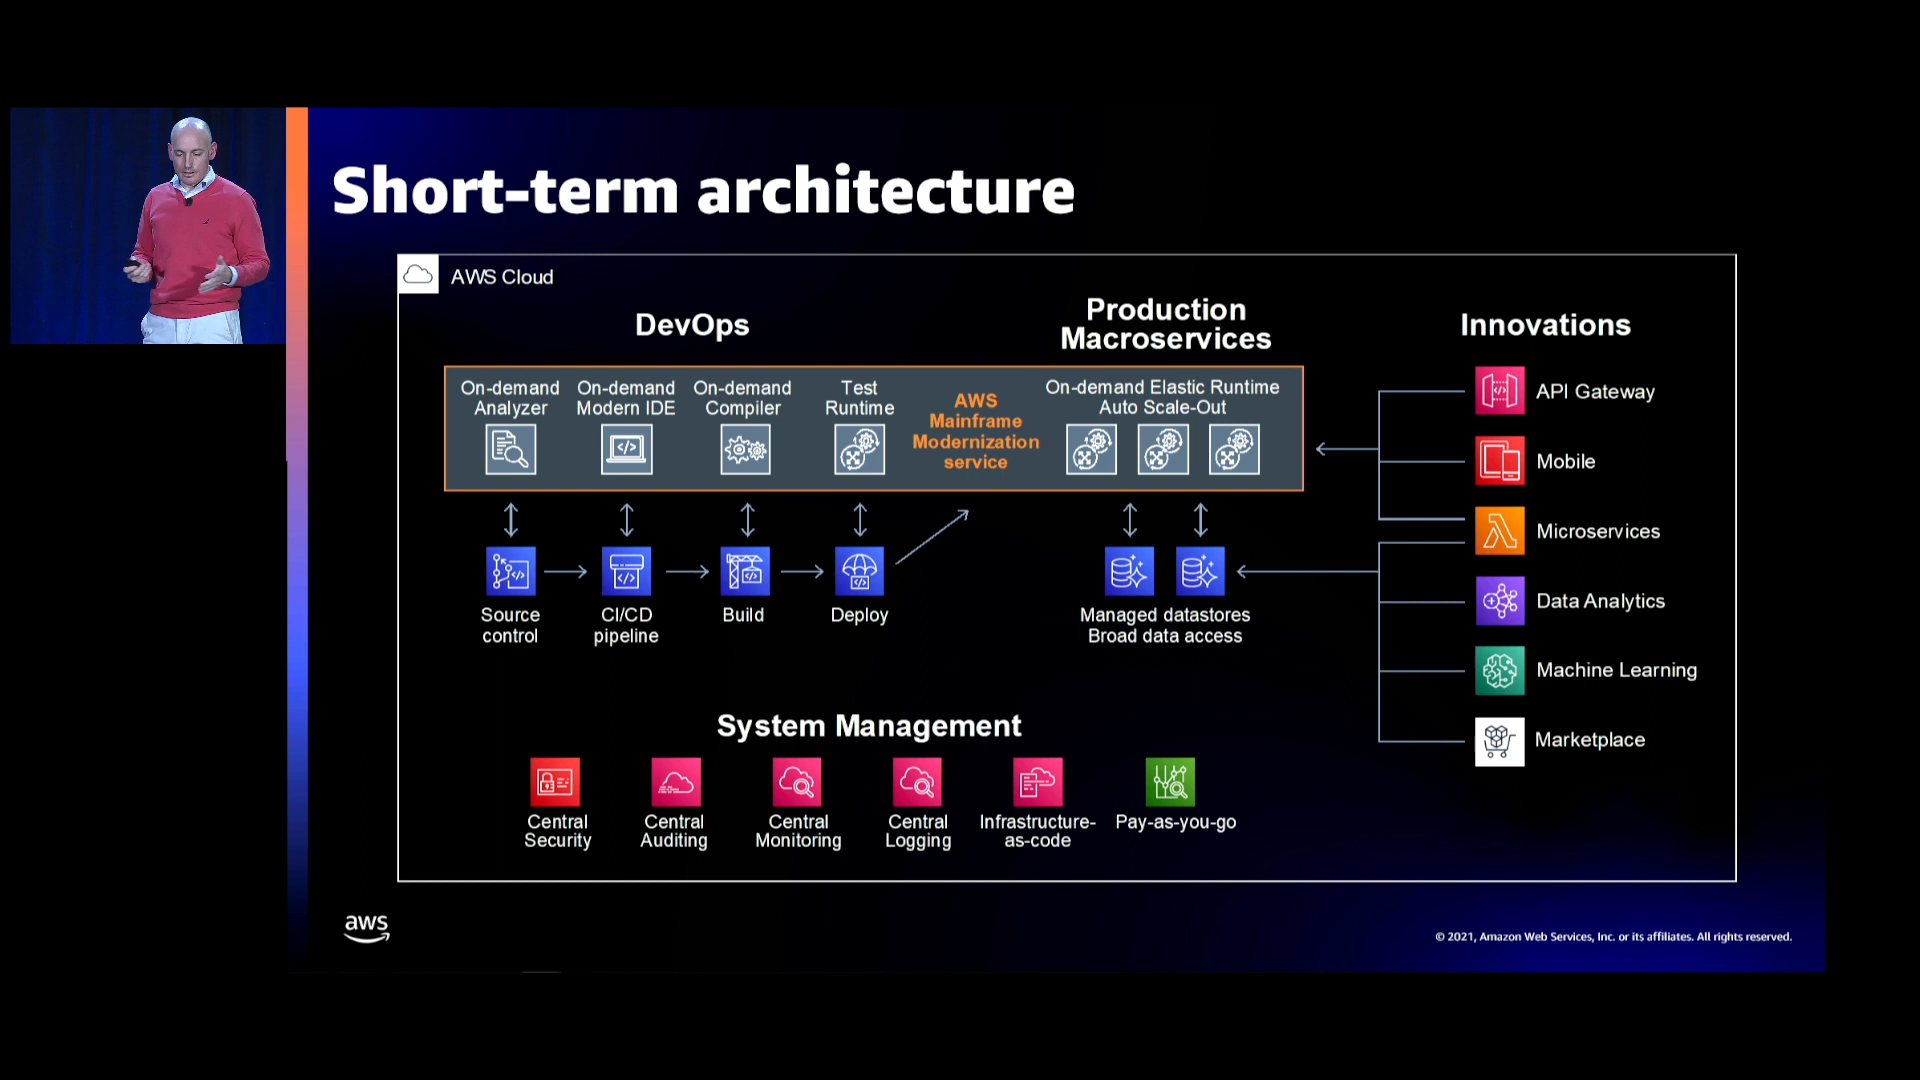 Short-term architecture
AWS Cloud
DevOps
Production
Macroservices
Innovations
On-demand
Analyzer
On-demand
Modern IDE
On-demand
Compiler
Test
Runtime
AWS
Mainframe
Modernization
service
On-demand Elastic Runtime
Auto Scale-Out
API Gateway
Mobile
Microservices
Data Analytics
Machine Learning
Marketplace
Source
control
CI/CD
pipeline
Build
Deploy
Managed datastores
Broad data access
System Management
Central
Security
Central
Auditing
Central
Monitoring
Central
Logging
Infrastructure-
as-code
Pay-as-you-go
aws
© 2021, Amazon Web Services, Inc. or its affiliates. All rights reserved.